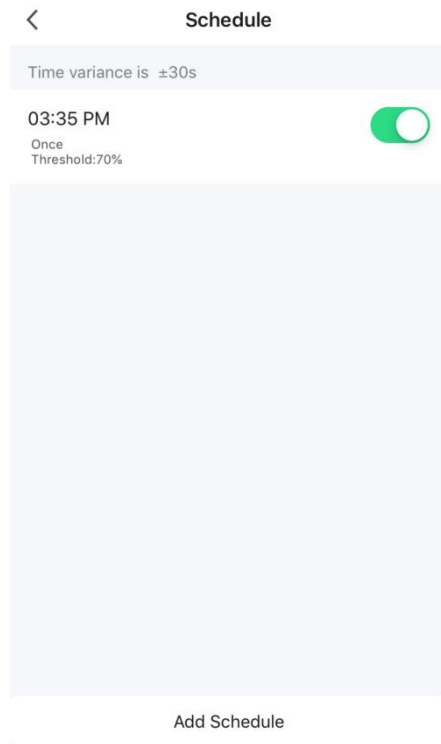 Schedule
Time variance is ±30s
03:35 PM
Once
Threshold:70%
Add Schedule